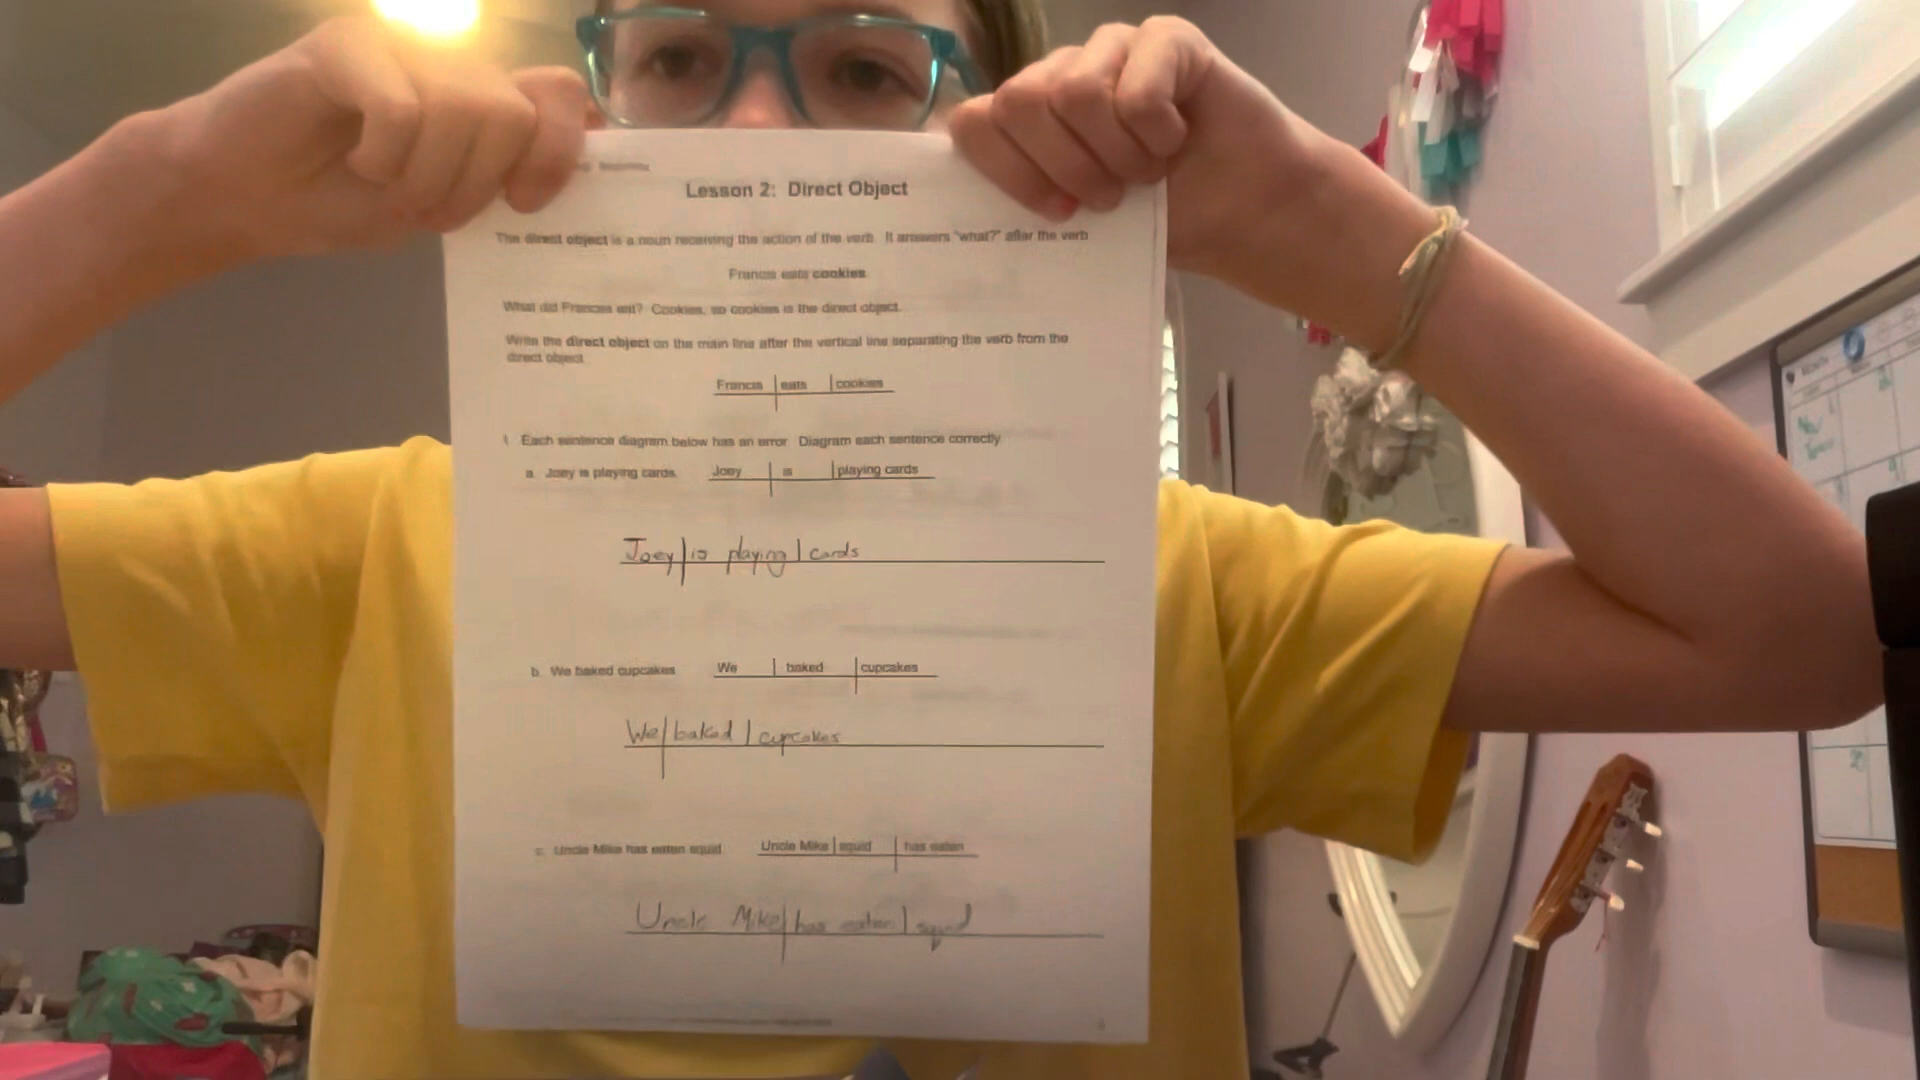 Lesson 2: Direct Object
The direct object is a noun receiving the action of the verb. It answers "what?" after the verb
Francis eats cookies
What did Frances eat? Cookies, so cookies is the direct object.
Write the direct object on the main line after the vertical line separating the verb from the
direct object
Francis eats cookies
1. Each sentence diagram below has an error. Diagram each sentence correctly
a. Joey is playing cards. Joey is playing cards
Joey is playing cards
b. We baked cupcakes We baked cupcakes
We baked cupcakes
c. Uncle Mike has eaten squid Uncle Mike squid has eaten
Uncle Mike has eaten squid